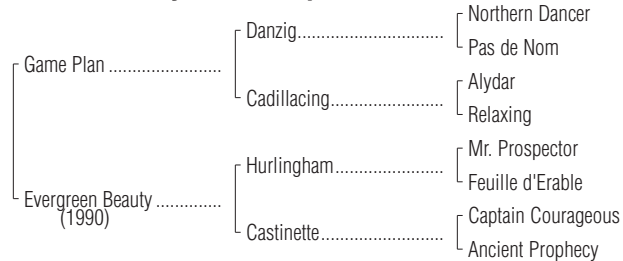 Northern Dancer
Danzig
Pas de Nom
Game Plan
Alydar
Cadillacing
Relaxing
Mr. Prospector
Hurlingham
Feuille d'Erable
Evergreen Beauty
(1990)
Captain Courageous
Castinette
Ancient Prophecy